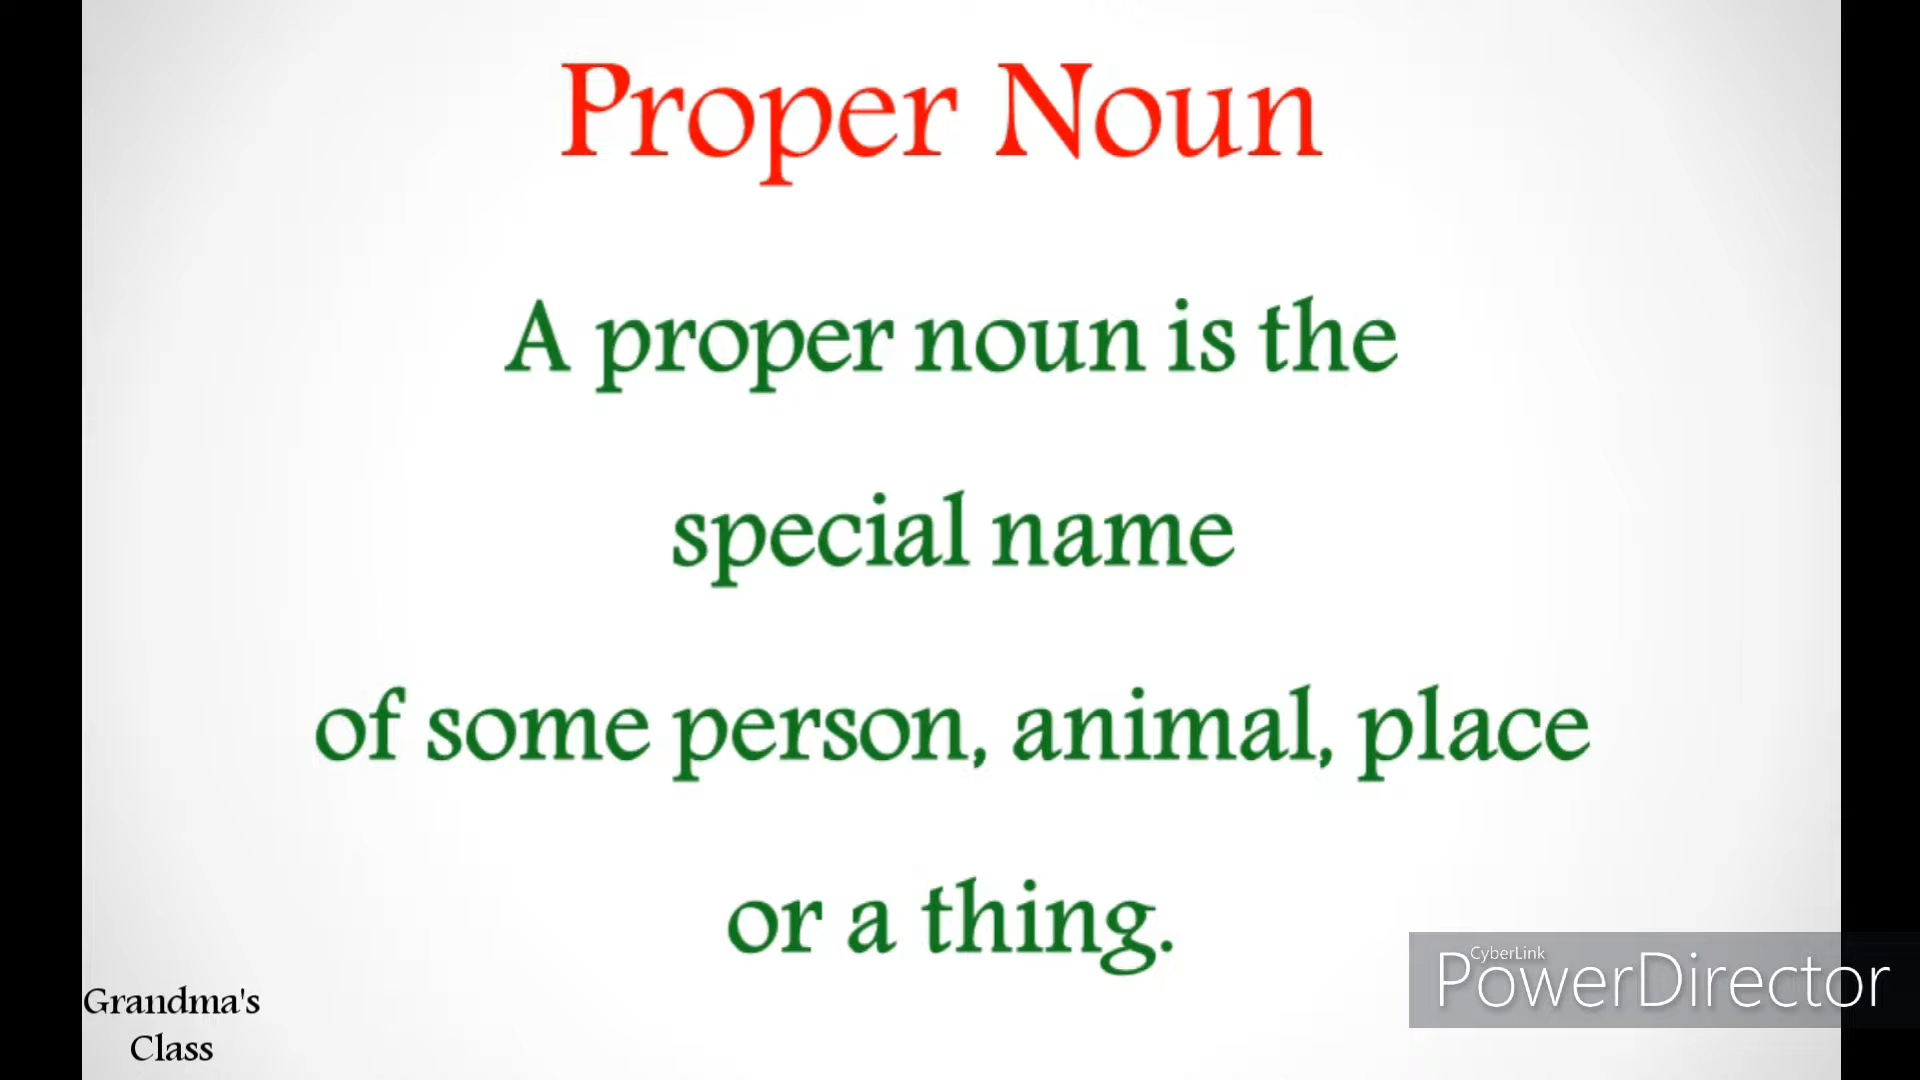 Proper Noun
A proper noun is the
special name
of some person, animal, place
or a thing.
Grandma's
Class
CyberLink
PowerDirector